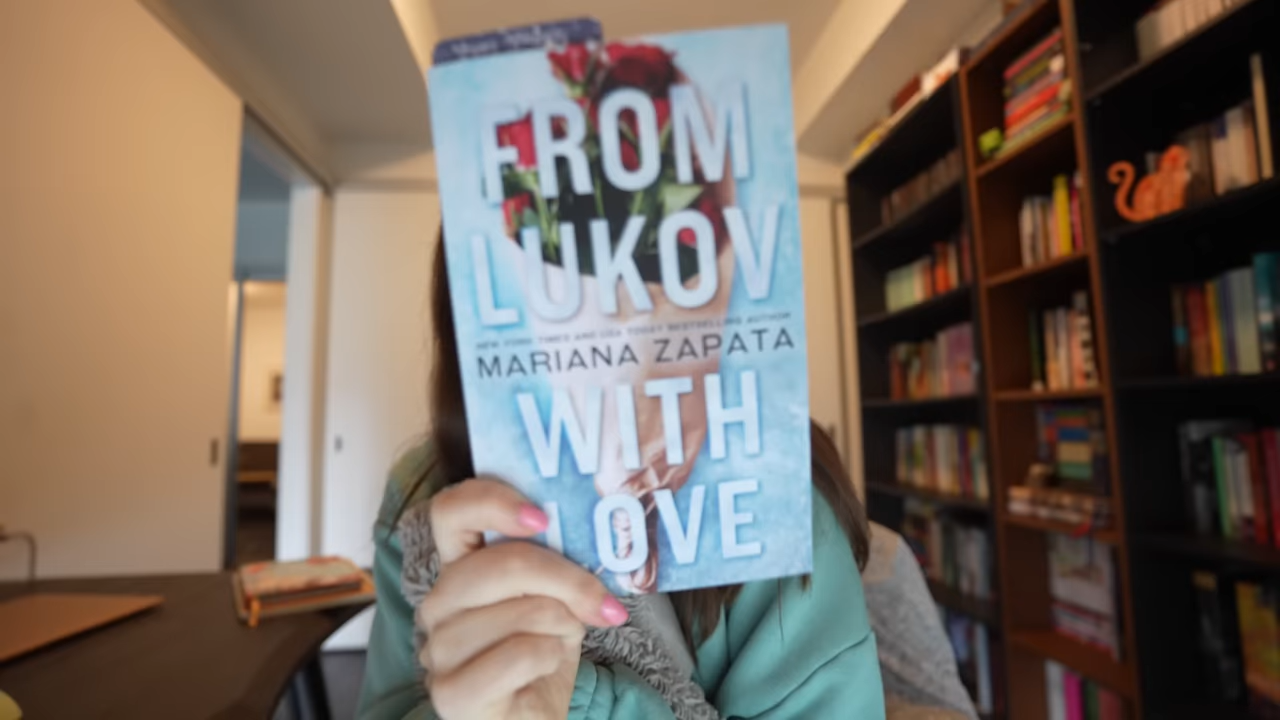 FROM
LUKOV
NEW YORK TIMES AND USA TODAY BESTSELLING AUTHOR
MARIANA ZAPATA
WITH
LOVE